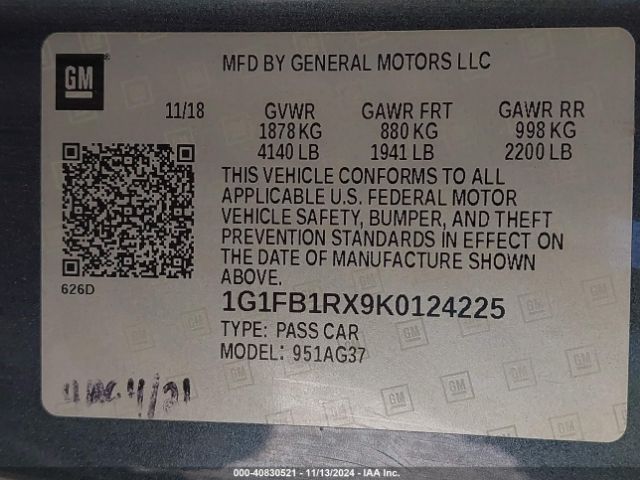 GM
MFD BY GENERAL MOTORS LLC
11/18 GVWR GAWR FRT GAWR RR
1878 KG 880 KG 998 KG
4140 LB 1941 LB 2200 LB
THIS VEHICLE CONFORMS TO ALL
APPLICABLE U.S. FEDERAL MOTOR
VEHICLE SAFETY, BUMPER, AND THEFT
PREVENTION STANDARDS IN EFFECT ON
THE DATE OF MANUFACTURE SHOWN
ABOVE.
626D
1G1FB1RX9K0124225
TYPE: PASS CAR
MODEL: 951AG37
4/21
000-40830521 - 11/13/2024 - IAA Inc.